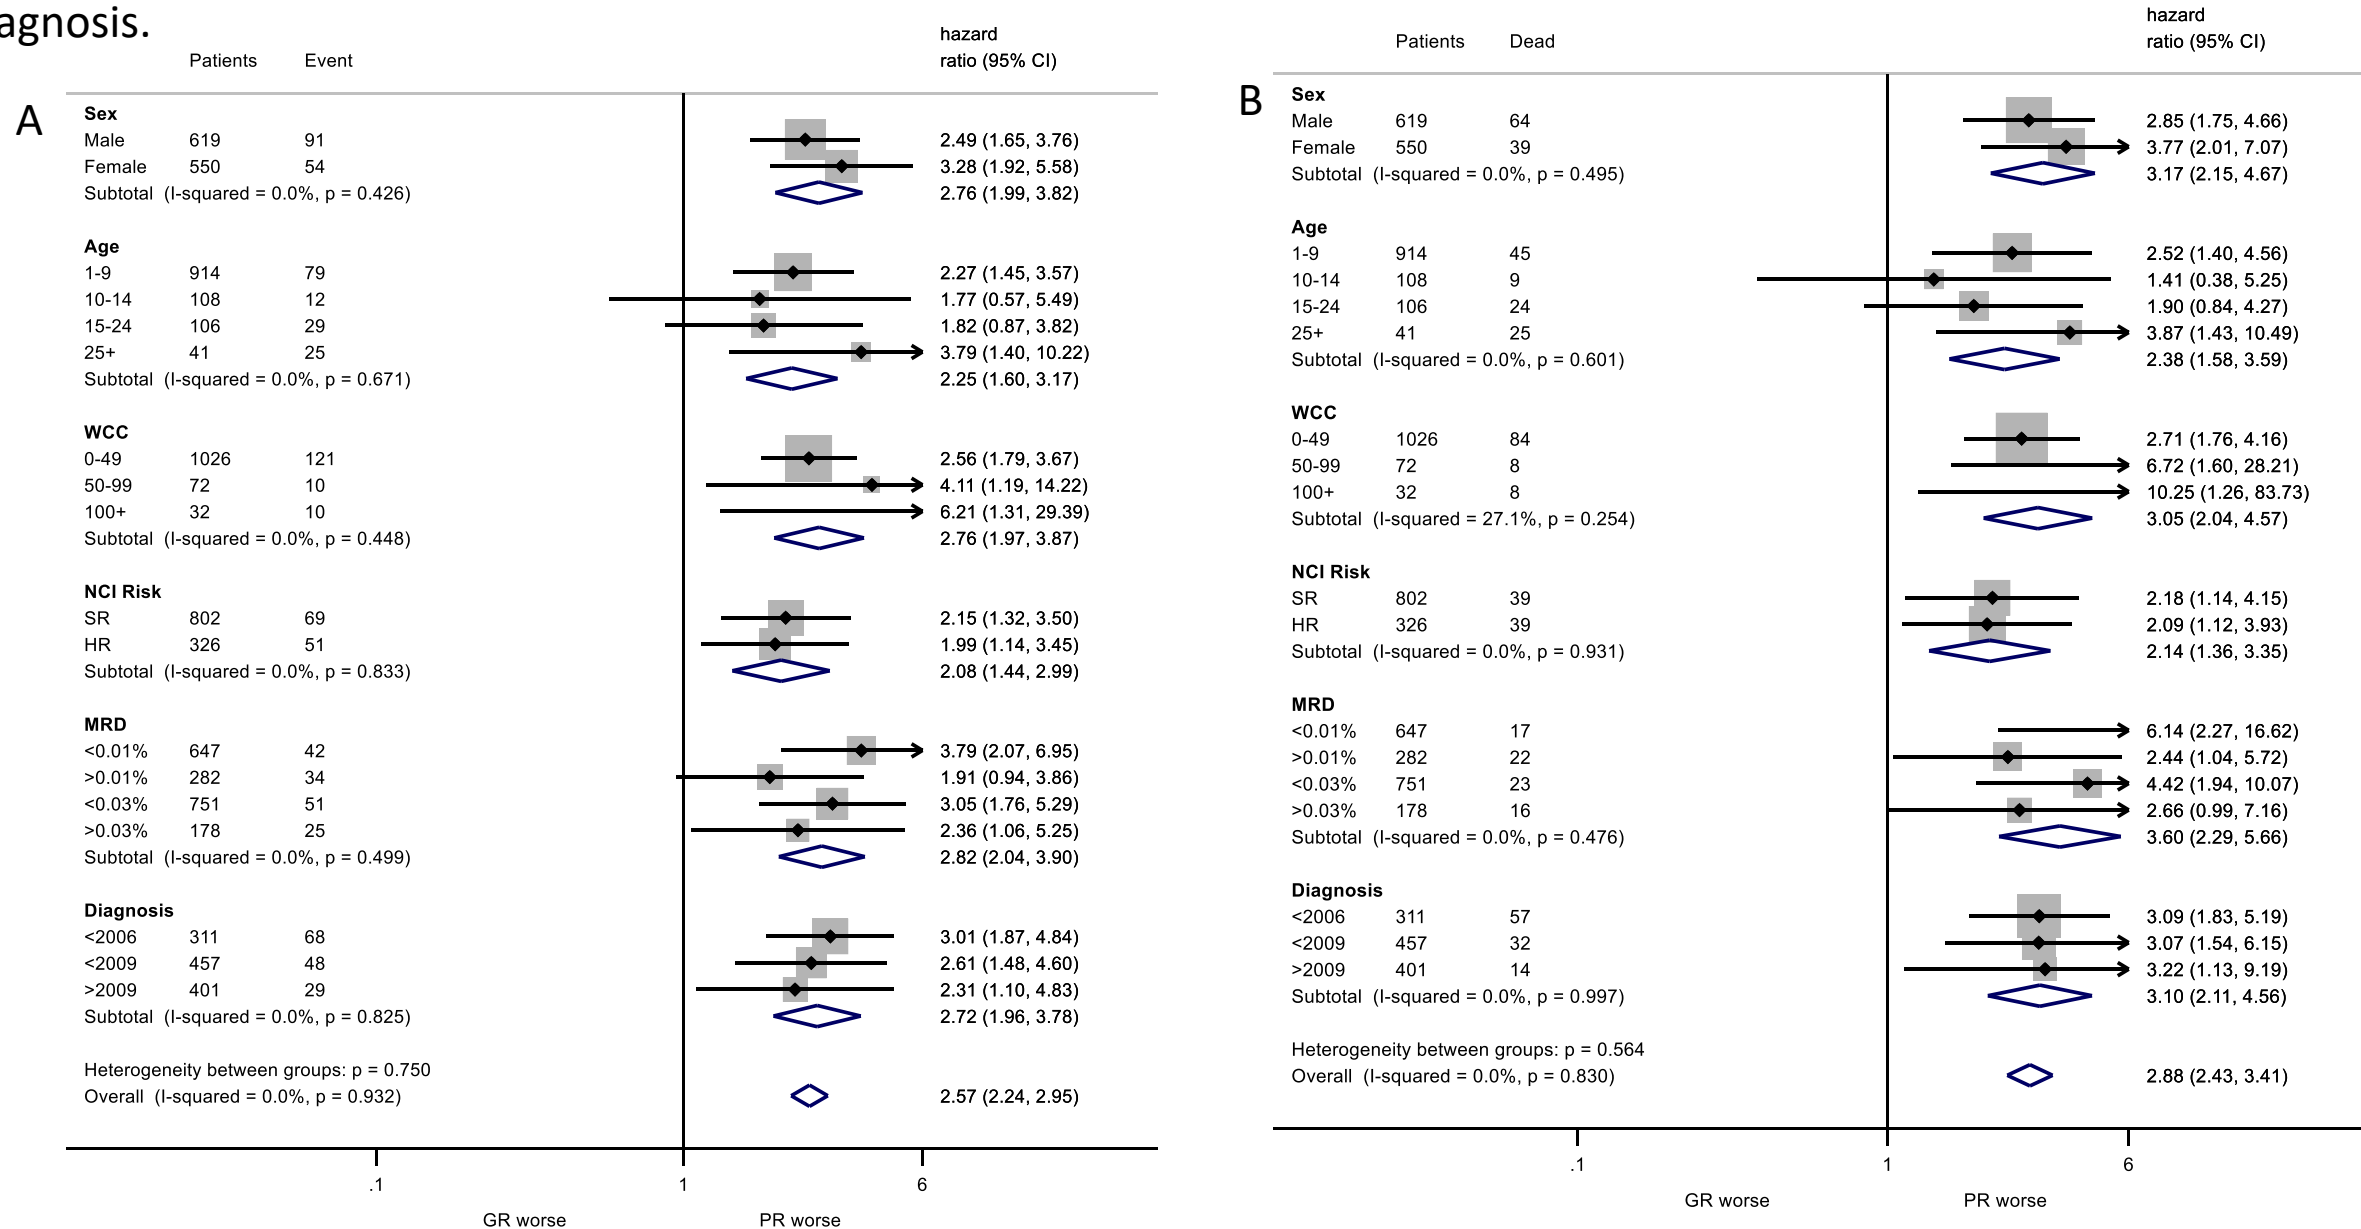 agnosis.
A
Patients Event hazard
ratio (95% CI)
Sex
Male 619 91 2.49 (1.65, 3.76)
Female 550 54 3.28 (1.92, 5.58)
Subtotal (I-squared = 0.0%, p = 0.426) 2.76 (1.99, 3.82)
Age
1-9 914 79 2.27 (1.45, 3.57)
10-14 108 12 1.77 (0.57, 5.49)
15-24 106 29 1.82 (0.87, 3.82)
25+ 41 25 3.79 (1.40, 10.22)
Subtotal (I-squared = 0.0%, p = 0.671) 2.25 (1.60, 3.17)
WCC
0-49 1026 121 2.56 (1.79, 3.67)
50-99 72 10 4.11 (1.19, 14.22)
100+ 32 10 6.21 (1.31, 29.39)
Subtotal (I-squared = 0.0%, p = 0.448) 2.76 (1.97, 3.87)
NCI Risk
SR 802 69 2.15 (1.32, 3.50)
HR 326 51 1.99 (1.14, 3.45)
Subtotal (I-squared = 0.0%, p = 0.833) 2.08 (1.44, 2.99)
MRD
<0.01% 647 42 3.79 (2.07, 6.95)
>0.01% 282 34 1.91 (0.94, 3.86)
<0.03% 751 51 3.05 (1.76, 5.29)
>0.03% 178 25 2.36 (1.06, 5.25)
Subtotal (I-squared = 0.0%, p = 0.499) 2.82 (2.04, 3.90)
Diagnosis
<2006 311 68 3.01 (1.87, 4.84)
<2009 457 48 2.61 (1.48, 4.60)
>2009 401 29 2.31 (1.10, 4.83)
Subtotal (I-squared = 0.0%, p = 0.825) 2.72 (1.96, 3.78)
Heterogeneity between groups: p = 0.750
Overall (I-squared = 0.0%, p = 0.932) 2.57 (2.24, 2.95)
.1 1 6
GR worse PR worse
B
Patients Dead hazard
ratio (95% CI)
Sex
Male 619 64 2.85 (1.75, 4.66)
Female 550 39 3.77 (2.01, 7.07)
Subtotal (I-squared = 0.0%, p = 0.495) 3.17 (2.15, 4.67)
Age
1-9 914 45 2.52 (1.40, 4.56)
10-14 108 9 1.41 (0.38, 5.25)
15-24 106 24 1.90 (0.84, 4.27)
25+ 41 25 3.87 (1.43, 10.49)
Subtotal (I-squared = 0.0%, p = 0.601) 2.38 (1.58, 3.59)
WCC
0-49 1026 84 2.71 (1.76, 4.16)
50-99 72 8 6.72 (1.60, 28.21)
100+ 32 8 10.25 (1.26, 83.73)
Subtotal (I-squared = 27.1%, p = 0.254) 3.05 (2.04, 4.57)
NCI Risk
SR 802 39 2.18 (1.14, 4.15)
HR 326 39 2.09 (1.12, 3.93)
Subtotal (I-squared = 0.0%, p = 0.931) 2.14 (1.36, 3.35)
MRD
<0.01% 647 17 6.14 (2.27, 16.62)
>0.01% 282 22 2.44 (1.04, 5.72)
<0.03% 751 23 4.42 (1.94, 10.07)
>0.03% 178 16 2.66 (0.99, 7.16)
Subtotal (I-squared = 0.0%, p = 0.476) 3.60 (2.29, 5.66)
Diagnosis
<2006 311 57 3.09 (1.83, 5.19)
<2009 457 32 3.07 (1.54, 6.15)
>2009 401 14 3.22 (1.13, 9.19)
Subtotal (I-squared = 0.0%, p = 0.997) 3.10 (2.11, 4.56)
Heterogeneity between groups: p = 0.564
Overall (I-squared = 0.0%, p = 0.830) 2.88 (2.43, 3.41)
.1 1 6
GR worse PR worse